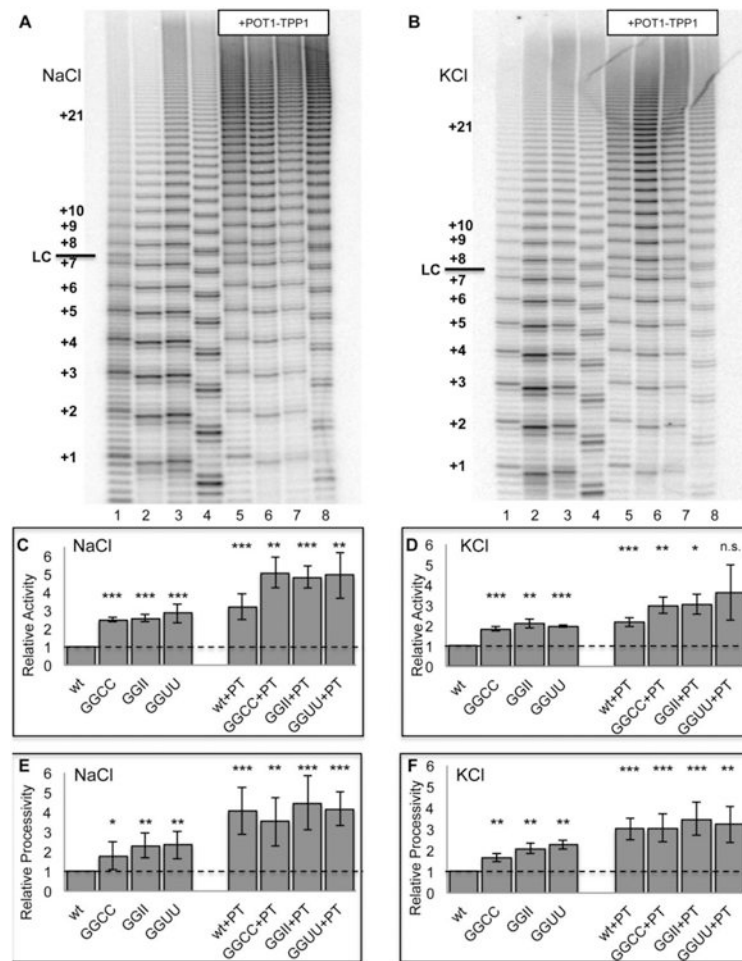 A
+POT1-TPP1
NaCl
+21
+10
+9
+8
LC
+7
+6
+5
+4
+3
+2
+1
1 2 3 4 5 6 7 8
B
+POT1-TPP1
KCl
+21
+10
+9
+8
LC
+7
+6
+5
+4
+3
+2
+1
1 2 3 4 5 6 7 8
C NaCl
Relative Activity
6
5
4
3
2
1
0
*** *** *** *** ** *** **
wt GGCC GGII GGUU wt+PT GGCC+PT GGII+PT GGUU+PT
D KCl
Relative Activity
6
5
4
3
2
1
0
*** ** *** *** ** * n.s.
wt GGCC GGII GGUU wt+PT GGCC+PT GGII+PT GGUU+PT
E NaCl
Relative Processivity
6
5
4
3
2
1
0
* ** ** *** ** *** ***
wt GGCC GGII GGUU wt+PT GGCC+PT GGII+PT GGUU+PT
F KCl
Relative Processivity
6
5
4
3
2
1
0
** ** ** *** *** *** **
wt GGCC GGII GGUU wt+PT GGCC+PT GGII+PT GGUU+PT